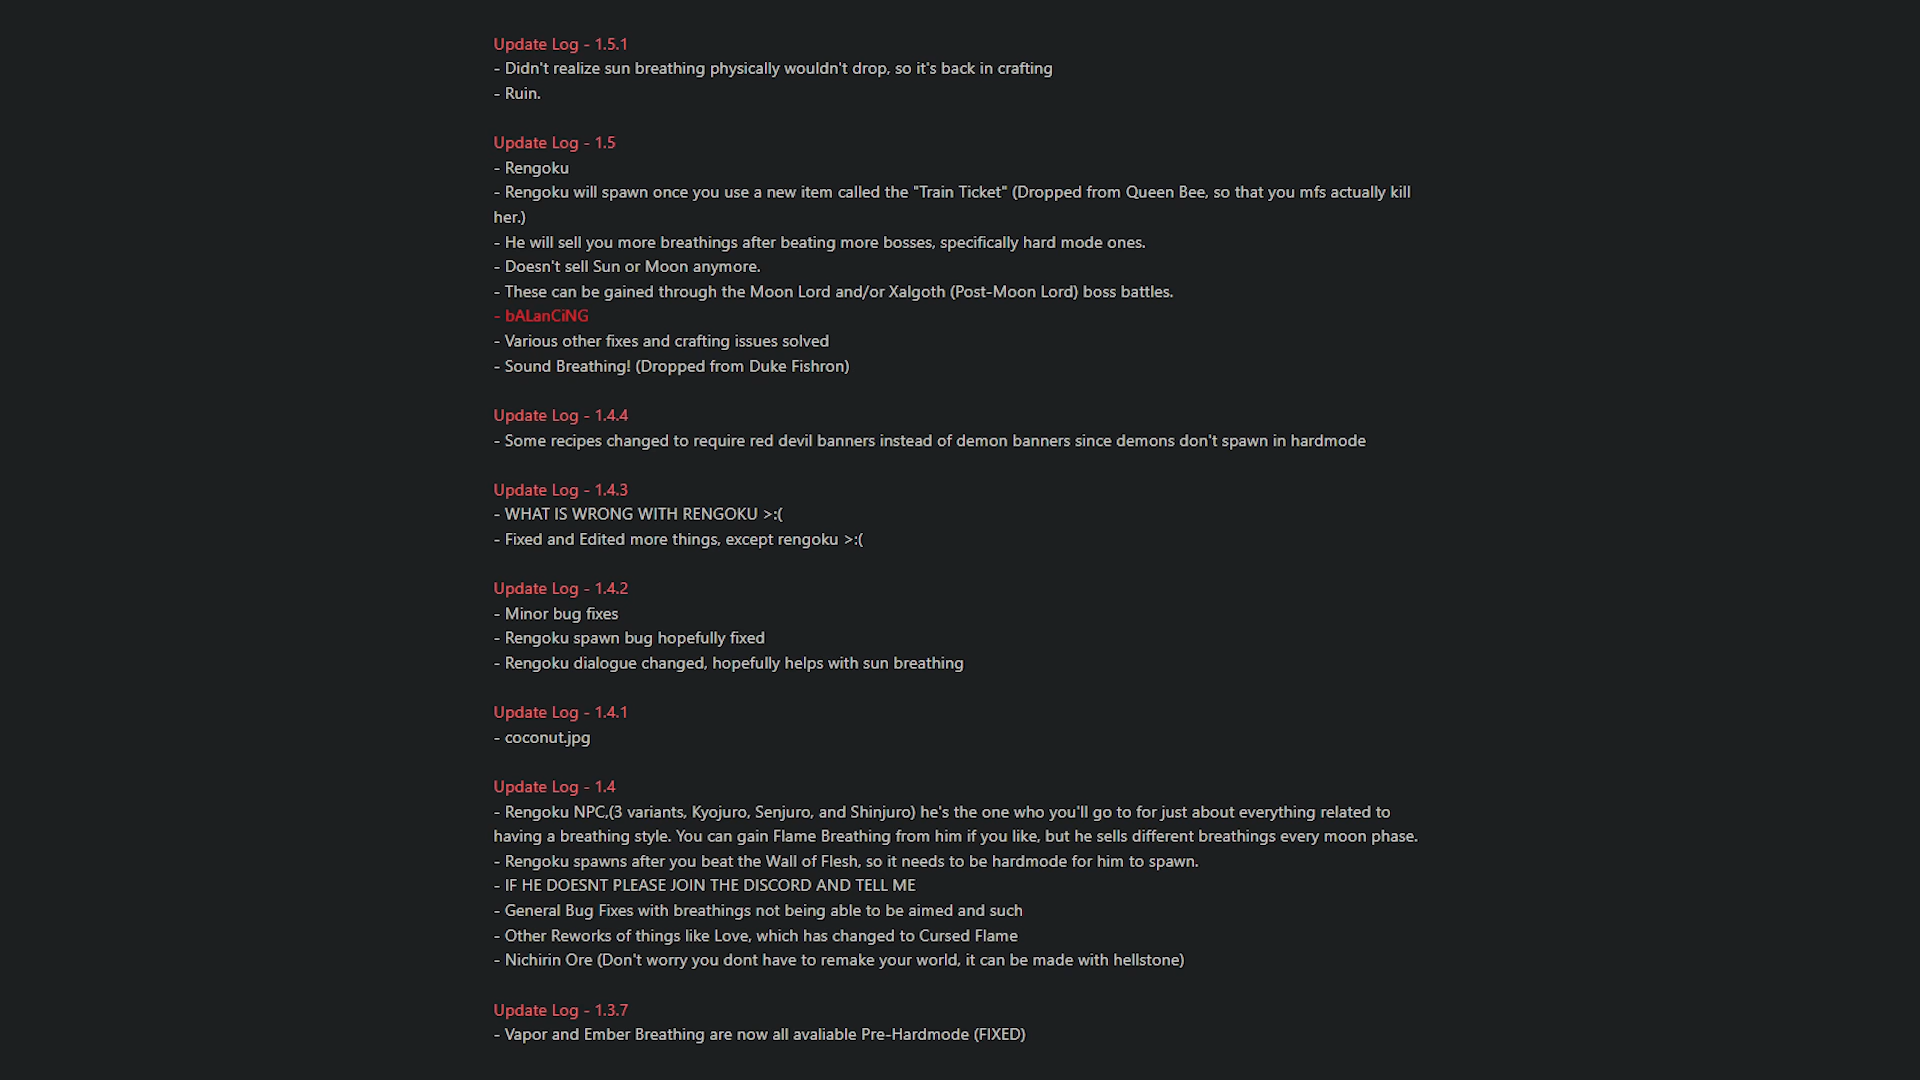 Update Log - 1.5.1
- Didn't realize sun breathing physically wouldn't drop, so it's back in crafting
- Ruin.
Update Log - 1.5
- Rengoku
- Rengoku will spawn once you use a new item called the "Train Ticket" (Dropped from Queen Bee, so that you mfs actually kill
her.)
- He will sell you more breathings after beating more bosses, specifically hard mode ones.
- Doesn't sell Sun or Moon anymore.
- These can be gained through the Moon Lord and/or Xalgoth (Post-Moon Lord) boss battles.
- bALanCiNG
- Various other fixes and crafting issues solved
- Sound Breathing! (Dropped from Duke Fishron)
Update Log - 1.4.4
- Some recipes changed to require red devil banners instead of demon banners since demons don't spawn in hardmode
Update Log - 1.4.3
- WHAT IS WRONG WITH RENGOKU >:(
- Fixed and Edited more things, except rengoku >:(
Update Log - 1.4.2
- Minor bug fixes
- Rengoku spawn bug hopefully fixed
- Rengoku dialogue changed, hopefully helps with sun breathing
Update Log - 1.4.1
- coconut.jpg
Update Log - 1.4
- Rengoku NPC,(3 variants, Kyojuro, Senjuro, and Shinjuro) he's the one who you'll go to for just about everything related to
having a breathing style. You can gain Flame Breathing from him if you like, but he sells different breathings every moon phase.
- Rengoku spawns after you beat the Wall of Flesh, so it needs to be hardmode for him to spawn.
- IF HE DOESNT PLEASE JOIN THE DISCORD AND TELL ME
- General Bug Fixes with breathings not being able to be aimed and such
- Other Reworks of things like Love, which has changed to Cursed Flame
- Nichirin Ore (Don't worry you dont have to remake your world, it can be made with hellstone)
Update Log - 1.3.7
- Vapor and Ember Breathing are now all avaliable Pre-Hardmode (FIXED)